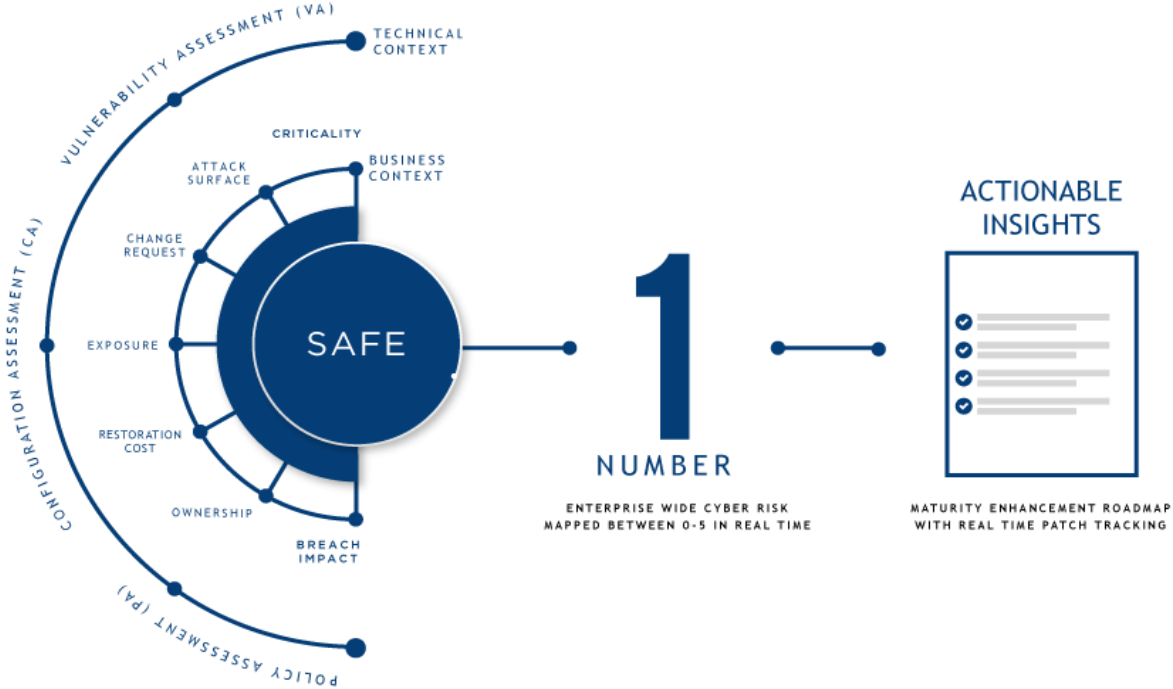 VULNERABILITY ASSESSMENT (VA)
TECHNICAL
CONTEXT
CONFIGURATION ASSESSMENT (CA)
POLICY ASSESSMENT (PA)
CRITICALITY
BUSINESS
CONTEXT
ATTACK
SURFACE
CHANGE
REQUEST
EXPOSURE
RESTORATION
COST
OWNERSHIP
BREACH
IMPACT
SAFE
1
NUMBER
ENTERPRISE WIDE CYBER RISK
MAPPED BETWEEN 0-5 IN REAL TIME
ACTIONABLE
INSIGHTS
MATURITY ENHANCEMENT ROADMAP
WITH REAL TIME PATCH TRACKING